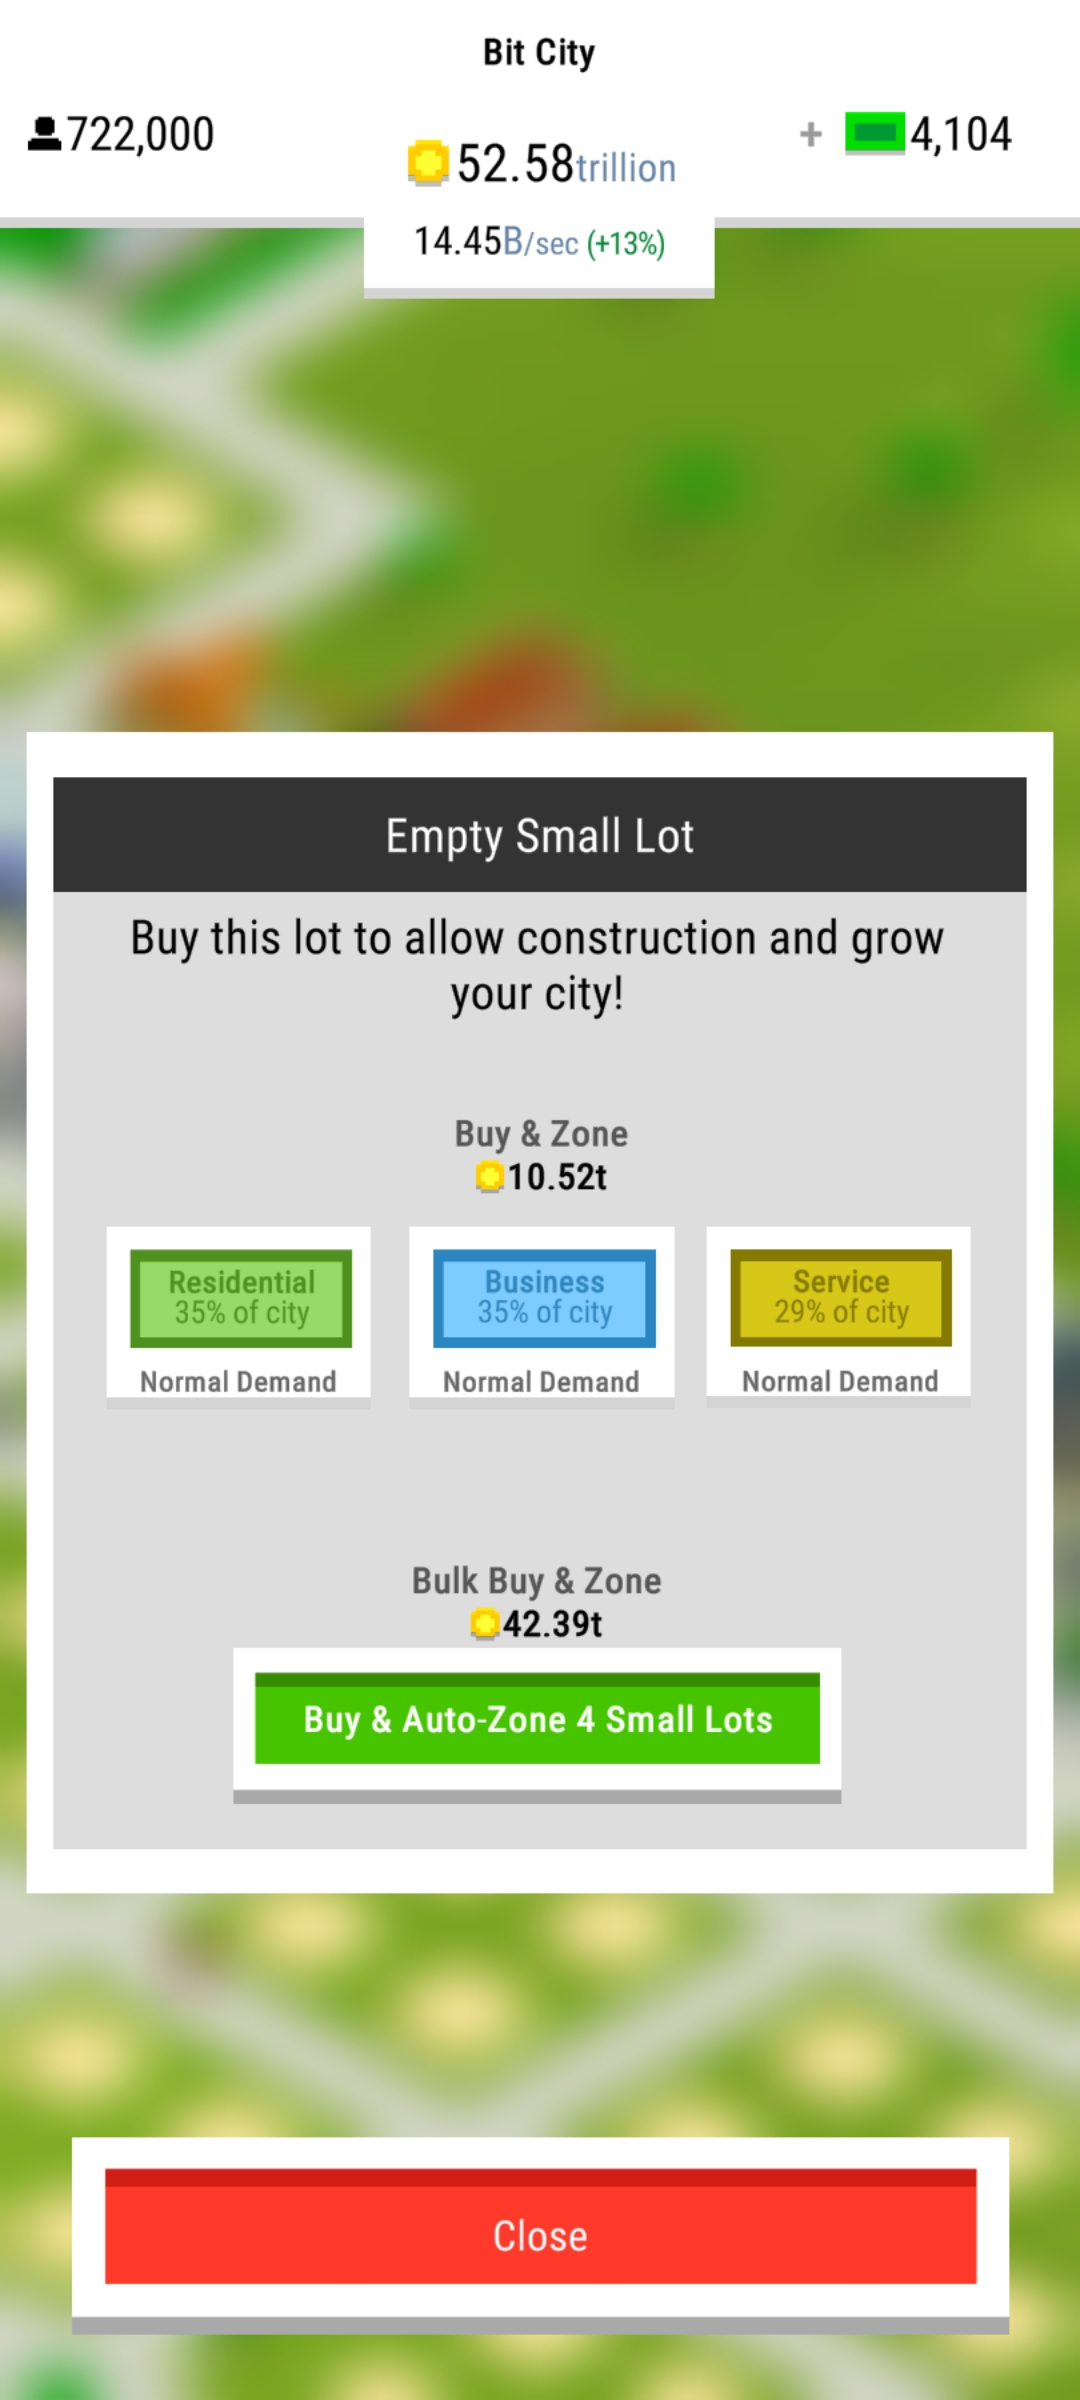 Bit City
722,000
52.58trillion
+ 4,104
14.45B/sec (+13%)
Empty Small Lot
Buy this lot to allow construction and grow
your city!
Buy & Zone
10.52t
Residential
35% of city
Normal Demand
Business
35% of city
Normal Demand
Service
29% of city
Normal Demand
Bulk Buy & Zone
42.39t
Buy & Auto-Zone 4 Small Lots
Close